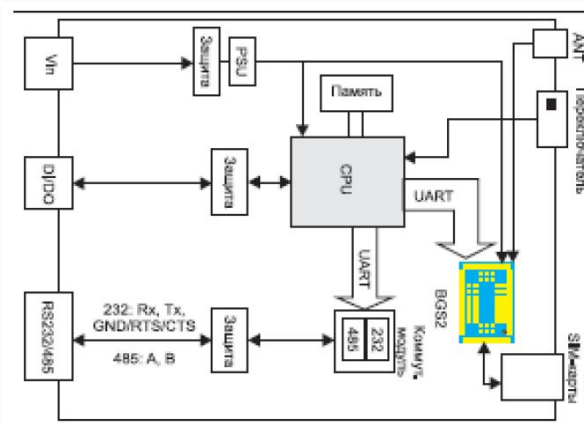 Vin
Защита
PSU
ANT
Память
Переключатель
DI/DO
Защита
CPU
UART
UART
BGS2
RS232/485
232: Rx, Tx,
GND/RTS/CTS
485: A, B
Защита
485
232
Коммут.
модуль
SIM-карты